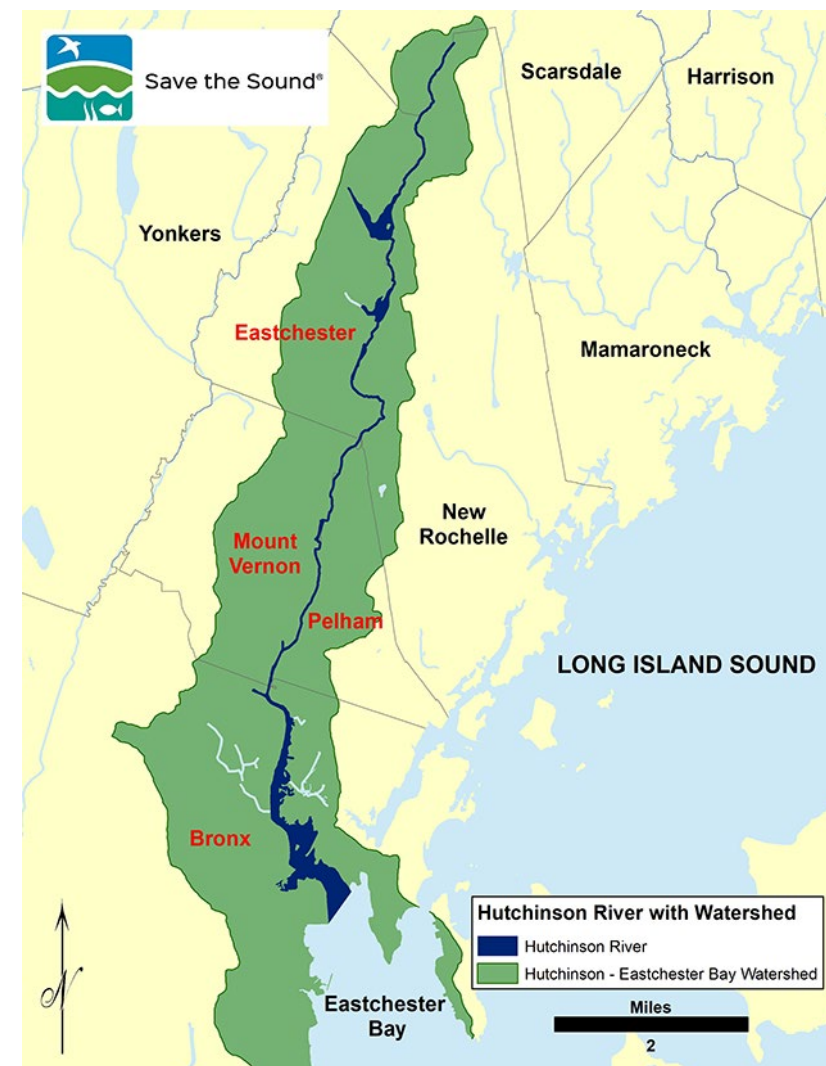 Save the Sound®
Scarsdale
Harrison
Yonkers
Eastchester
Mamaroneck
New
Rochelle
Mount
Vernon
Pelham
LONG ISLAND SOUND
Bronx
Eastchester
Bay
N
Hutchinson River with Watershed
Hutchinson River
Hutchinson - Eastchester Bay Watershed
Miles
2